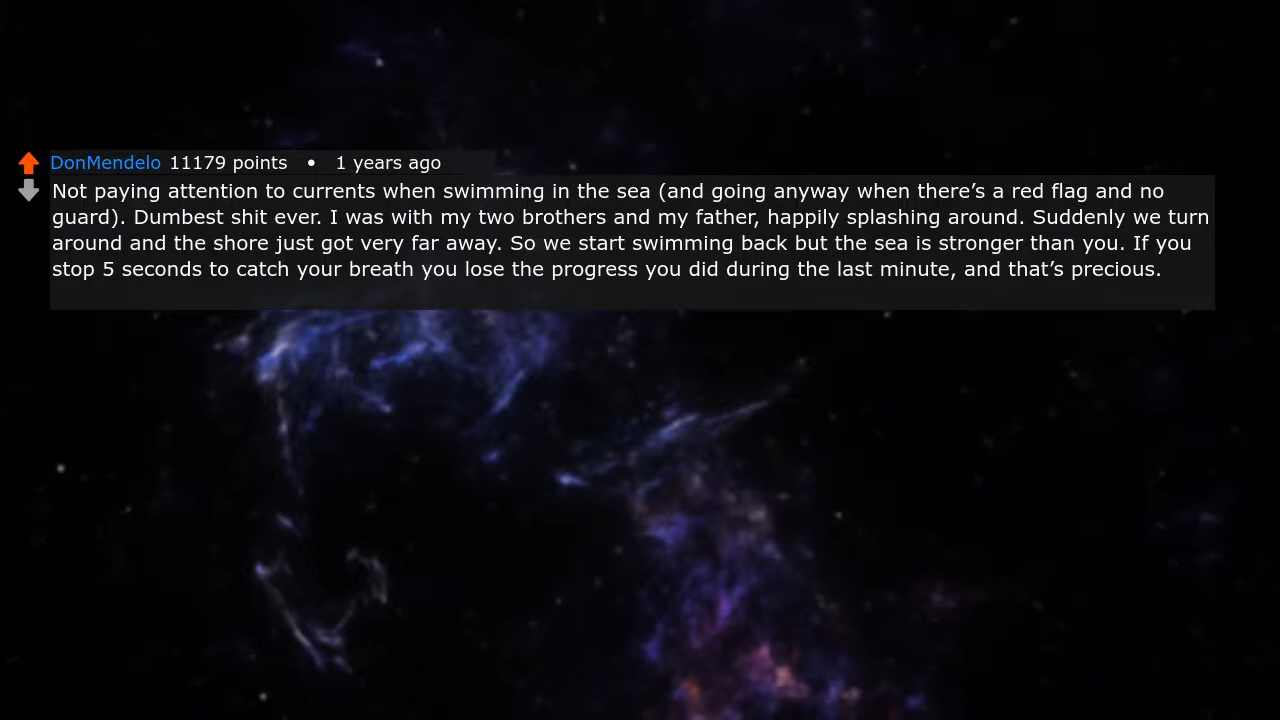 DonMendelo 11179 points • 1 years ago
Not paying attention to currents when swimming in the sea (and going anyway when there’s a red flag and no
guard). Dumbest shit ever. I was with my two brothers and my father, happily splashing around. Suddenly we turn
around and the shore just got very far away. So we start swimming back but the sea is stronger than you. If you
stop 5 seconds to catch your breath you lose the progress you did during the last minute, and that’s precious.